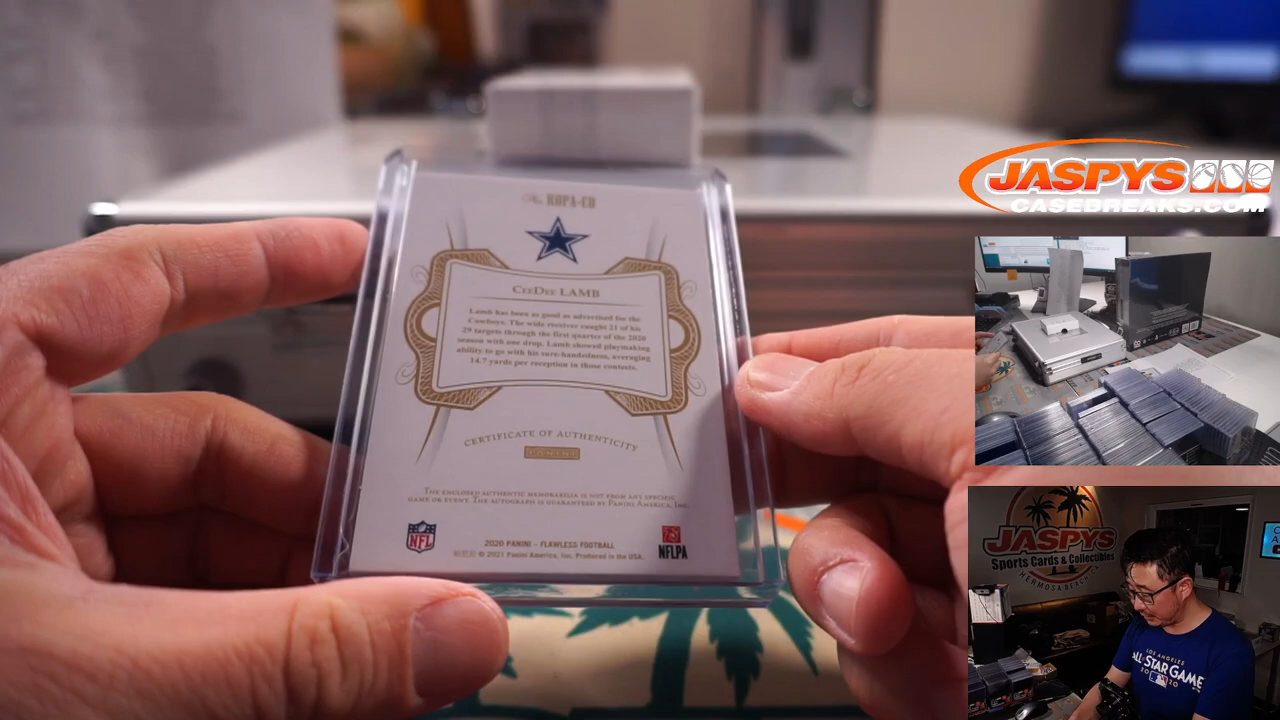 No. RDPA-CD
CeeDee LAMB
Lamb has been as good as advertised for the
Cowboys. The wide receiver caught 21 of his
29 targets through the first quarter of the 2020
season with one drop. Lamb showed playmaking
ability to go with his sure-handedness, averaging
14.7 yards per reception in those contests.
CERTIFICATE OF AUTHENTICITY
PANINI
The enclosed authentic memorabilia is not from any specific
game or event. The autograph is guaranteed by Panini America, Inc.
NFL
NFLPA
2020 PANINI - FLAWLESS FOOTBALL
© 2021 Panini America, Inc. Produced in the USA.
JASPYS
CASEBREAKS.COM
JASPYS
Sports Cards & Collectibles
HERMOSA BEACH, CA
LOS ANGELES
ALL-STAR GAME
2020